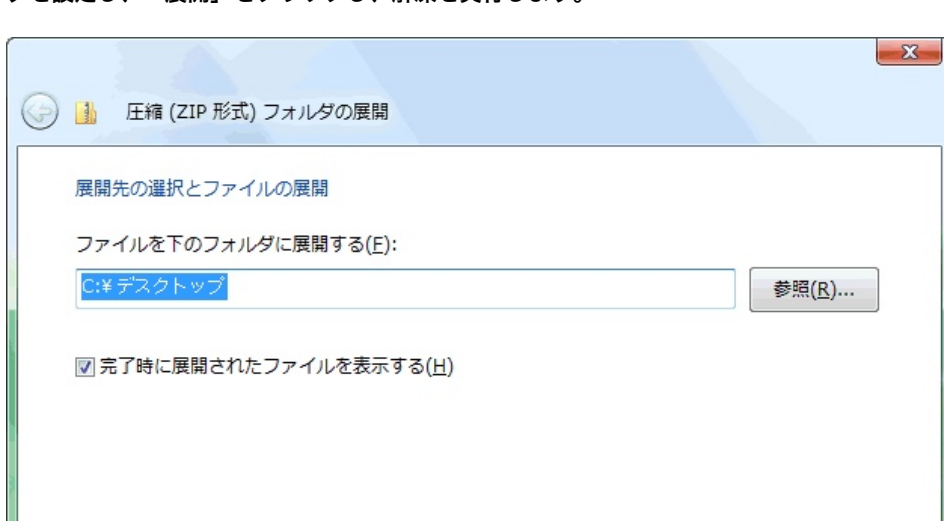 圧縮 (ZIP 形式) フォルダの展開
展開先の選択とファイルの展開
ファイルを下のフォルダに展開する(F):
C:¥デスクトップ
参照(R)...
完了時に展開されたファイルを表示する(H)